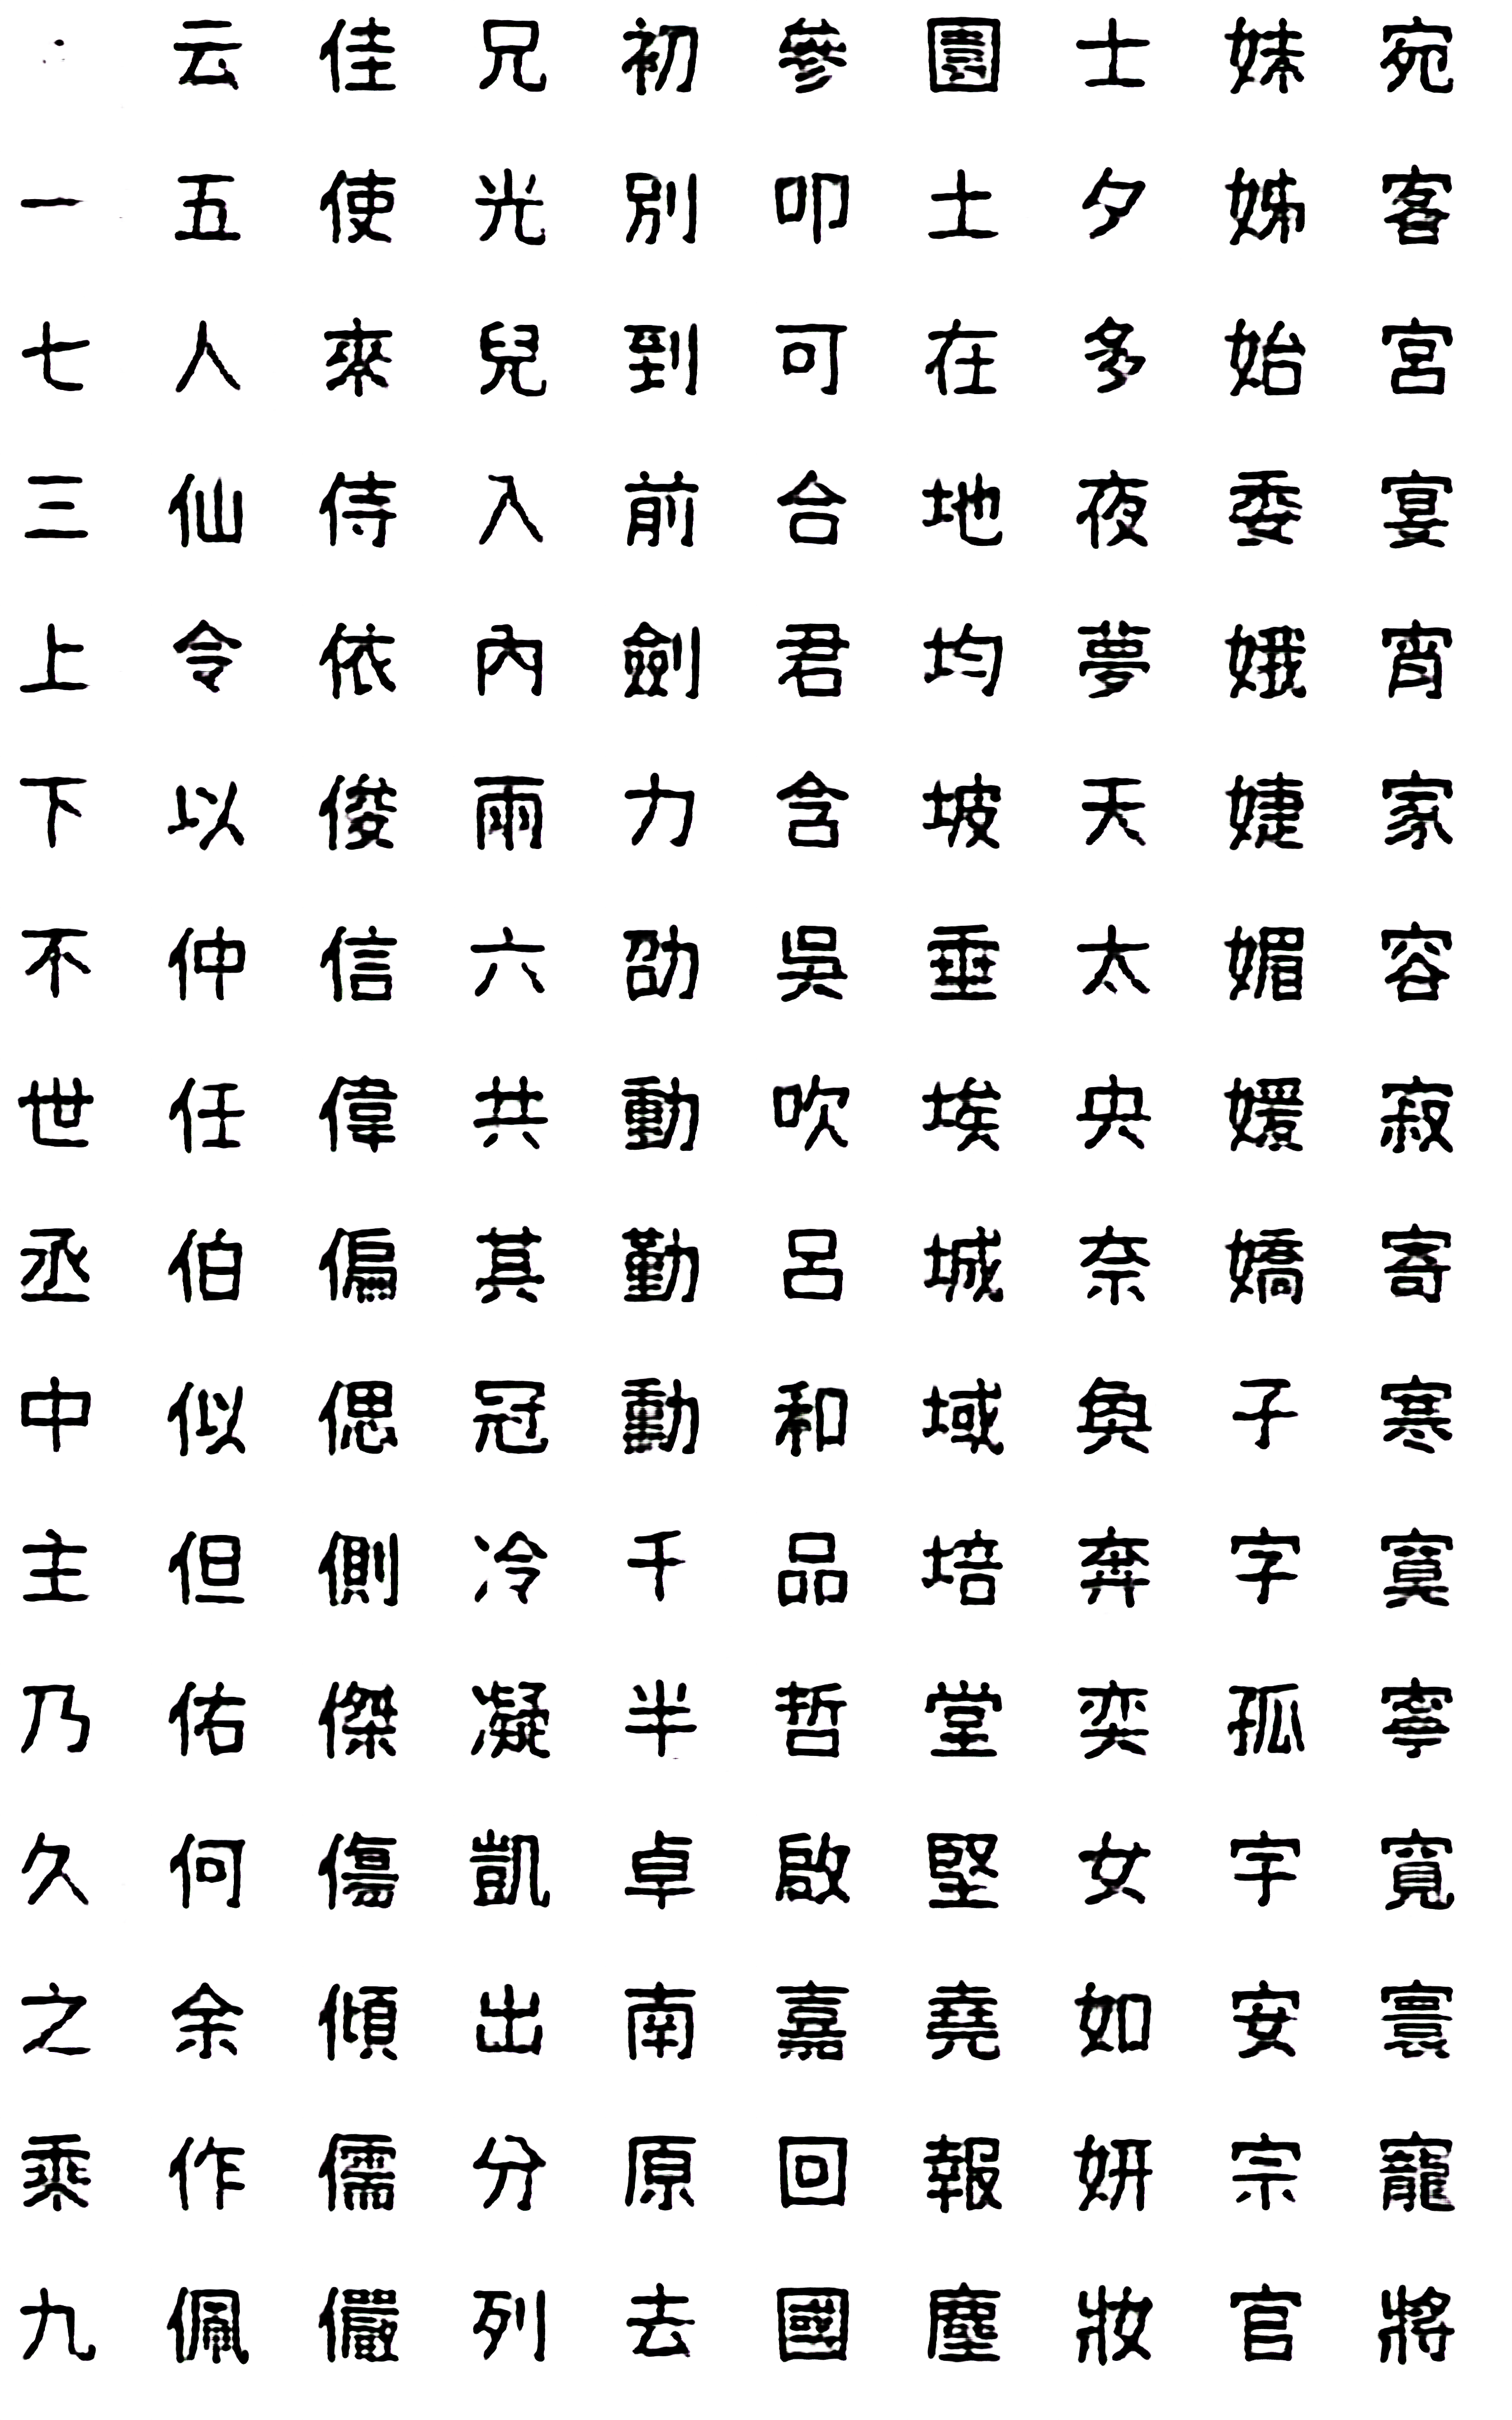 云 佳 兄 初 參 園 士 妹 宛
一 五 使 光 別 叩 土 夕 姊 客
七 人 來 兒 到 可 在 多 始 宮
三 仙 侍 入 前 合 地 夜 委 宴
上 令 依 內 劍 君 均 夢 娥 宵
下 以 俊 兩 力 含 坡 天 婕 家
不 仲 信 六 劭 吳 垂 太 媚 容
世 任 偉 共 動 吹 埃 央 媛 寂
丞 伯 偏 其 勤 呂 城 奈 嬌 寄
中 似 偲 冠 勳 和 域 奐 子 寒
主 但 側 冷 千 品 培 奔 字 寞
乃 佑 傑 凝 半 哲 堂 奕 孤 寧
久 何 傷 凱 卓 啟 堅 女 宇 寬
之 余 傾 出 南 嘉 堯 如 安 寰
乘 作 儒 分 原 回 報 妍 宗 寵
九 佩 儼 列 去 國 塵 妝 官 將